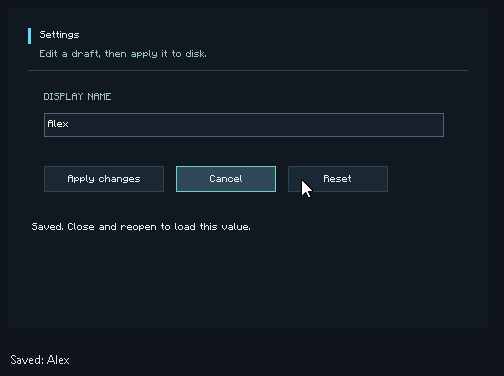 Settings
Edit a draft, then apply it to disk.
DISPLAY NAME
Alex
Apply changes Cancel Reset
Saved. Close and reopen to load this value.
Saved: Alex